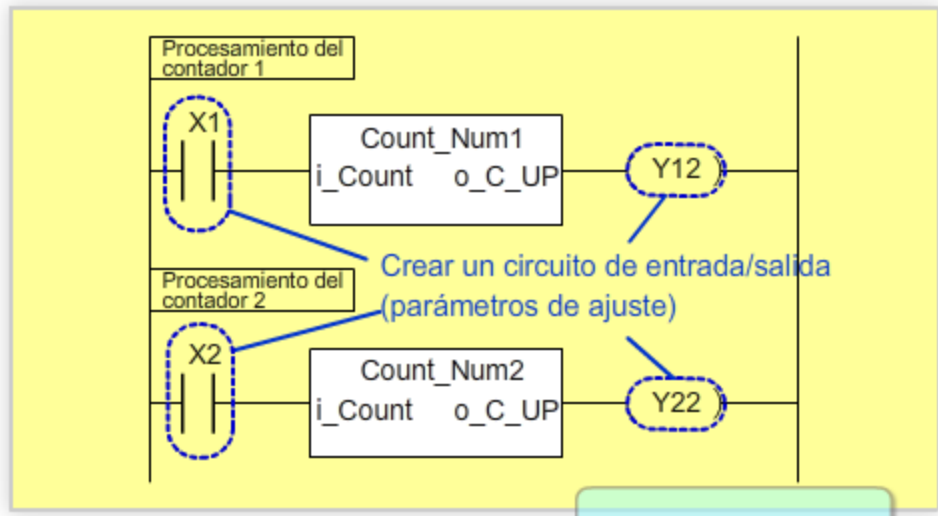 Procesamiento del
contador 1
X1
Count_Num1
i_Count o_C_UP
Y12
Crear un circuito de entrada/salida
(parámetros de ajuste)
Procesamiento del
contador 2
X2
Count_Num2
i_Count o_C_UP
Y22